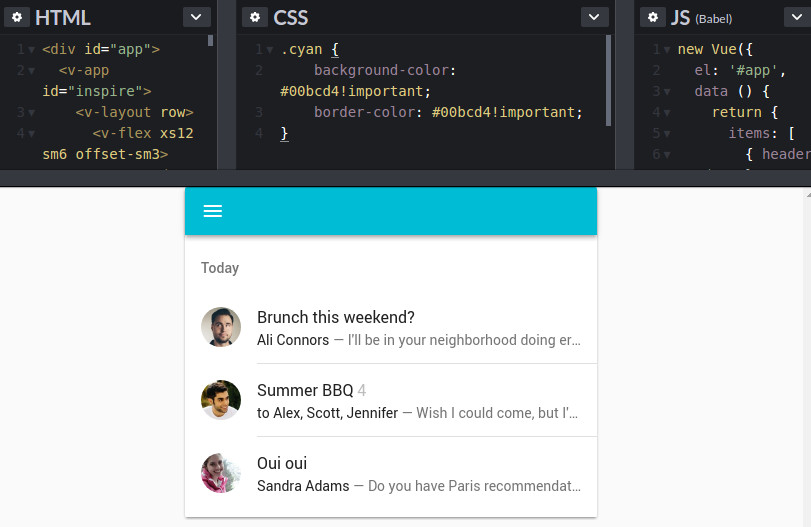 HTML
1 <div id="app">
2 <v-app
id="inspire">
3 <v-layout row>
4 <v-flex xs12
sm6 offset-sm3>
CSS
1 .cyan {
2 background-color:
#00bcd4!important;
3 border-color: #00bcd4!important;
4 }
JS (Babel)
1 new Vue({
2 el: '#app',
3 data () {
4 return {
5 items: [
6 { header
Today
Brunch this weekend?
Ali Connors — I'll be in your neighborhood doing er…
Summer BBQ 4
to Alex, Scott, Jennifer — Wish I could come, but I'…
Oui oui
Sandra Adams — Do you have Paris recommendat…